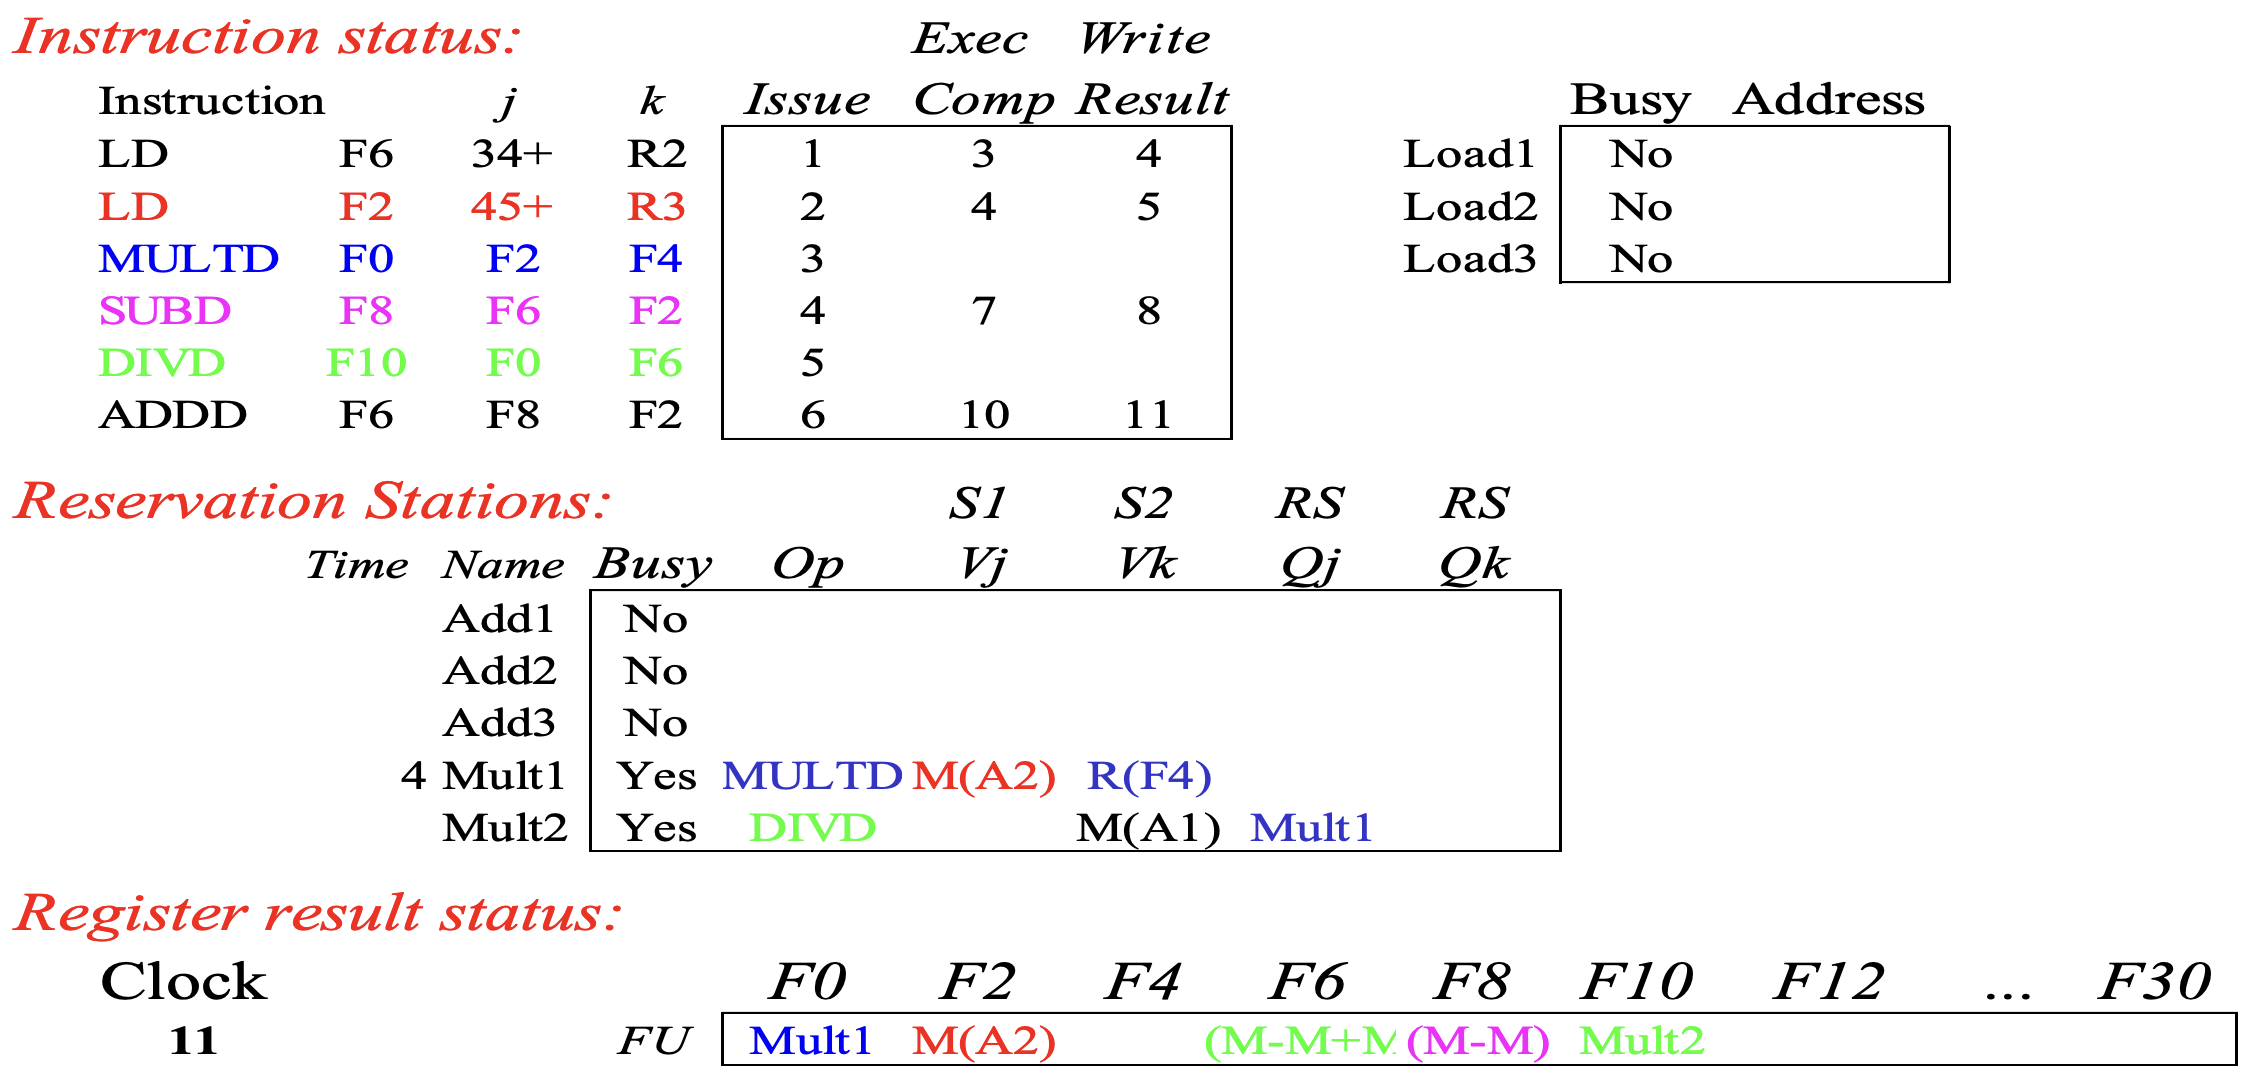 Instruction status: Exec Write
Instruction j k Issue Comp Result Busy Address
LD F6 34+ R2 1 3 4 Load1 No
LD F2 45+ R3 2 4 5 Load2 No
MULTD F0 F2 F4 3 Load3 No
SUBD F8 F6 F2 4 7 8
DIVD F10 F0 F6 5
ADDD F6 F8 F2 6 10 11
Reservation Stations: S1 S2 RS RS
Time Name Busy Op Vj Vk Qj Qk
Add1 No
Add2 No
Add3 No
4 Mult1 Yes MULTD M(A2) R(F4)
Mult2 Yes DIVD M(A1) Mult1
Register result status:
Clock F0 F2 F4 F6 F8 F10 F12 ... F30
11 FU Mult1 M(A2) (M-M+M (M-M) Mult2